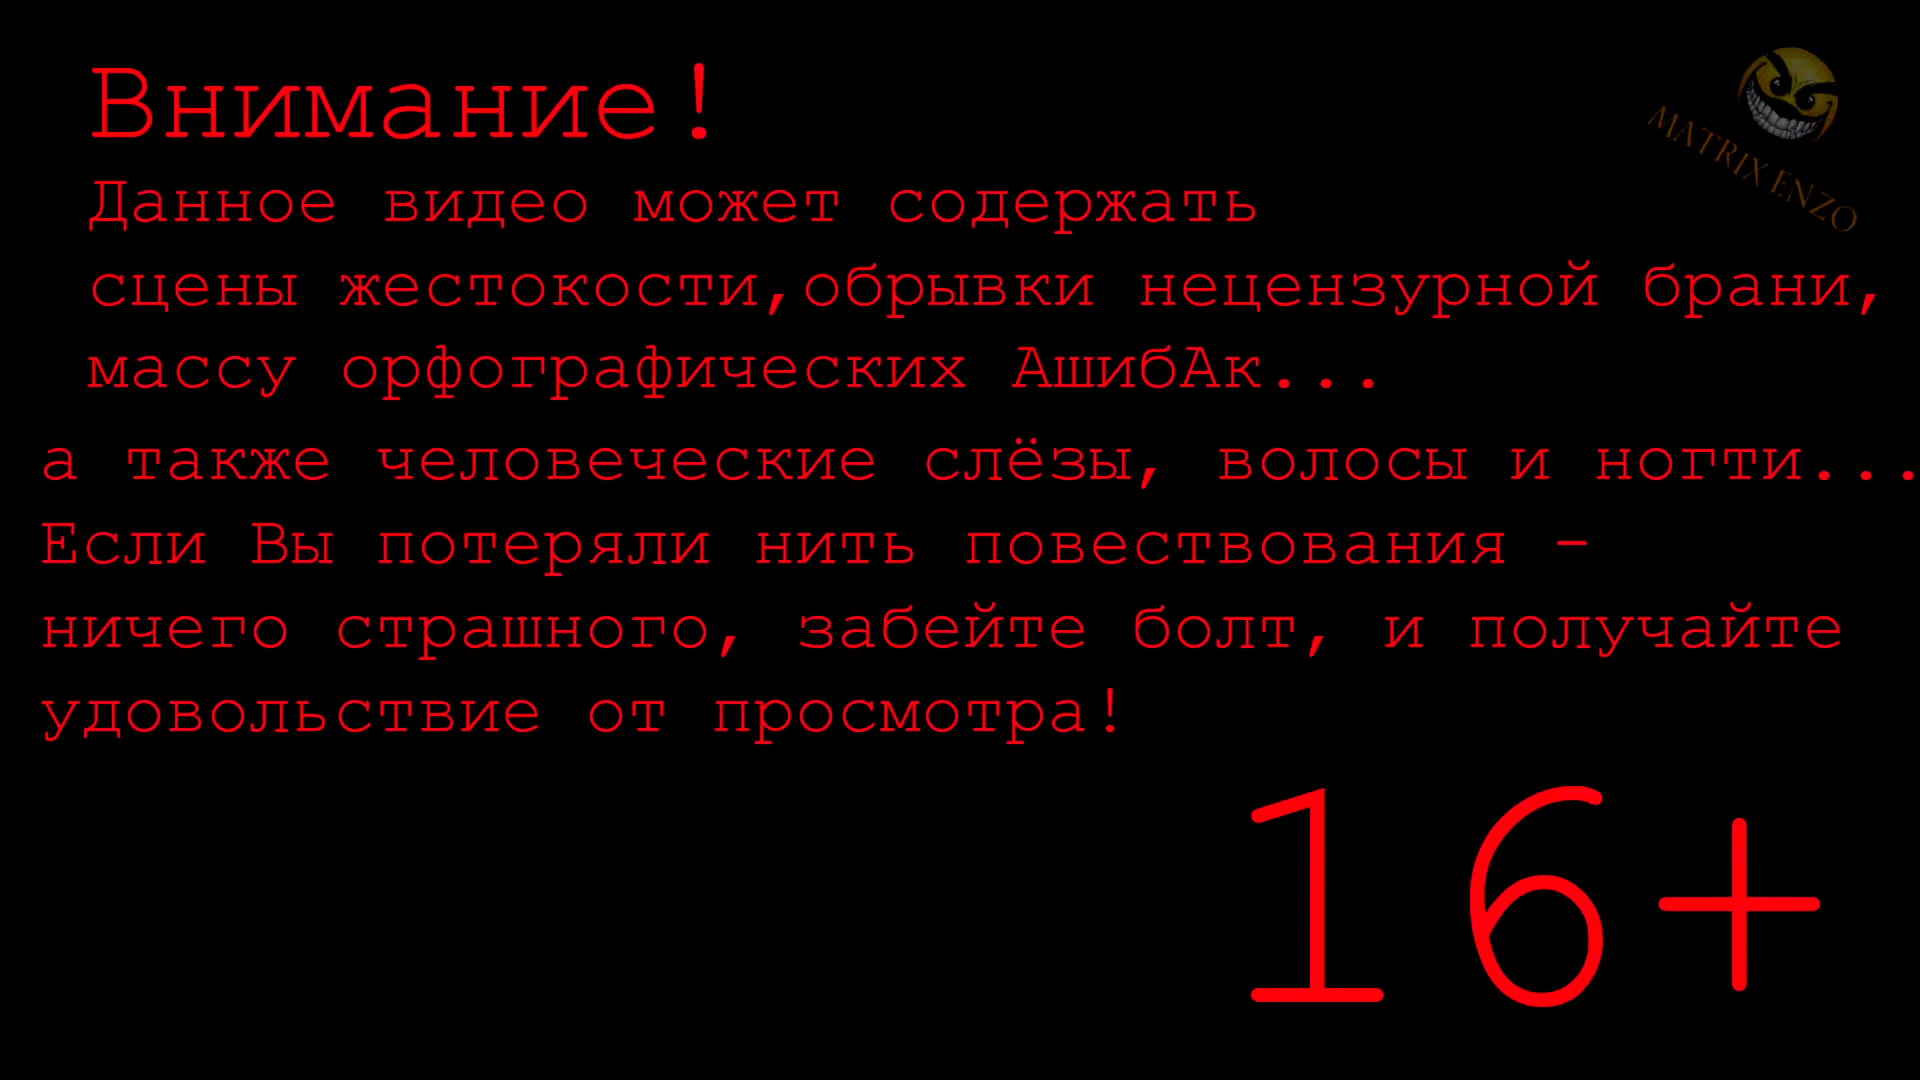 Внимание!
MATRIX ENZO
Данное видео может содержать
сцены жестокости,обрывки нецензурной брани,
массу орфографических АшибАк...
а также человеческие слёзы, волосы и ногти...
Если Вы потеряли нить повествования -
ничего страшного, забейте болт, и получайте
удовольствие от просмотра!
16+